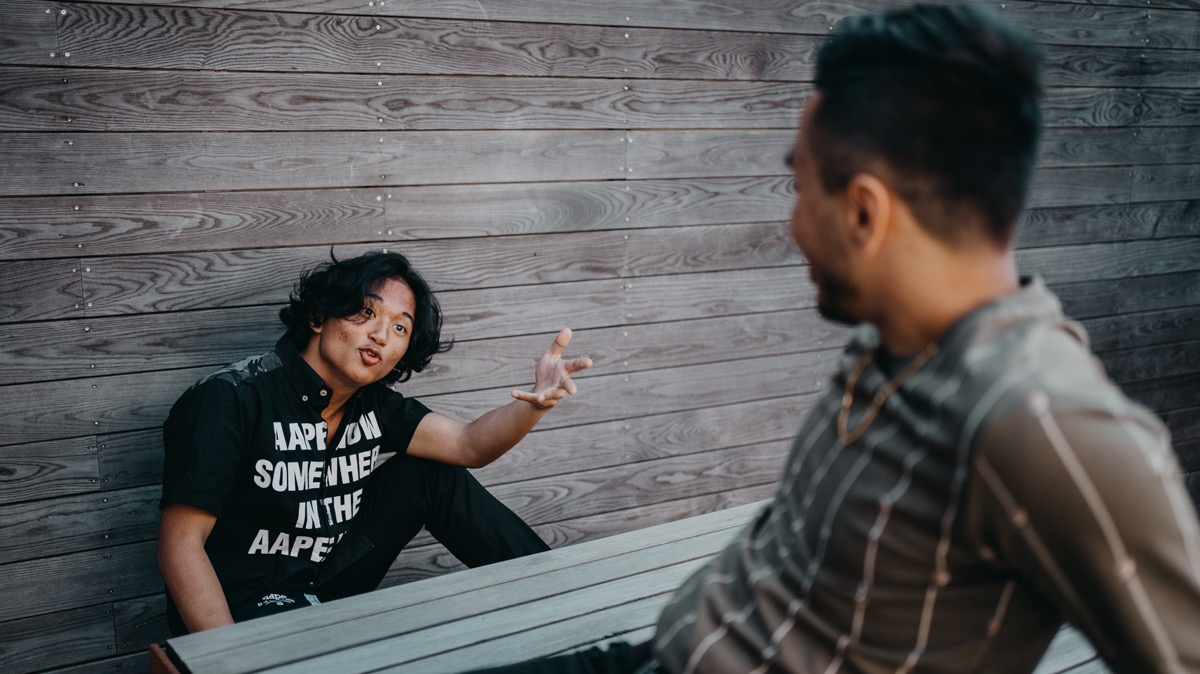 AAPE NOW
SOMEWHER
IN THE
AAPE